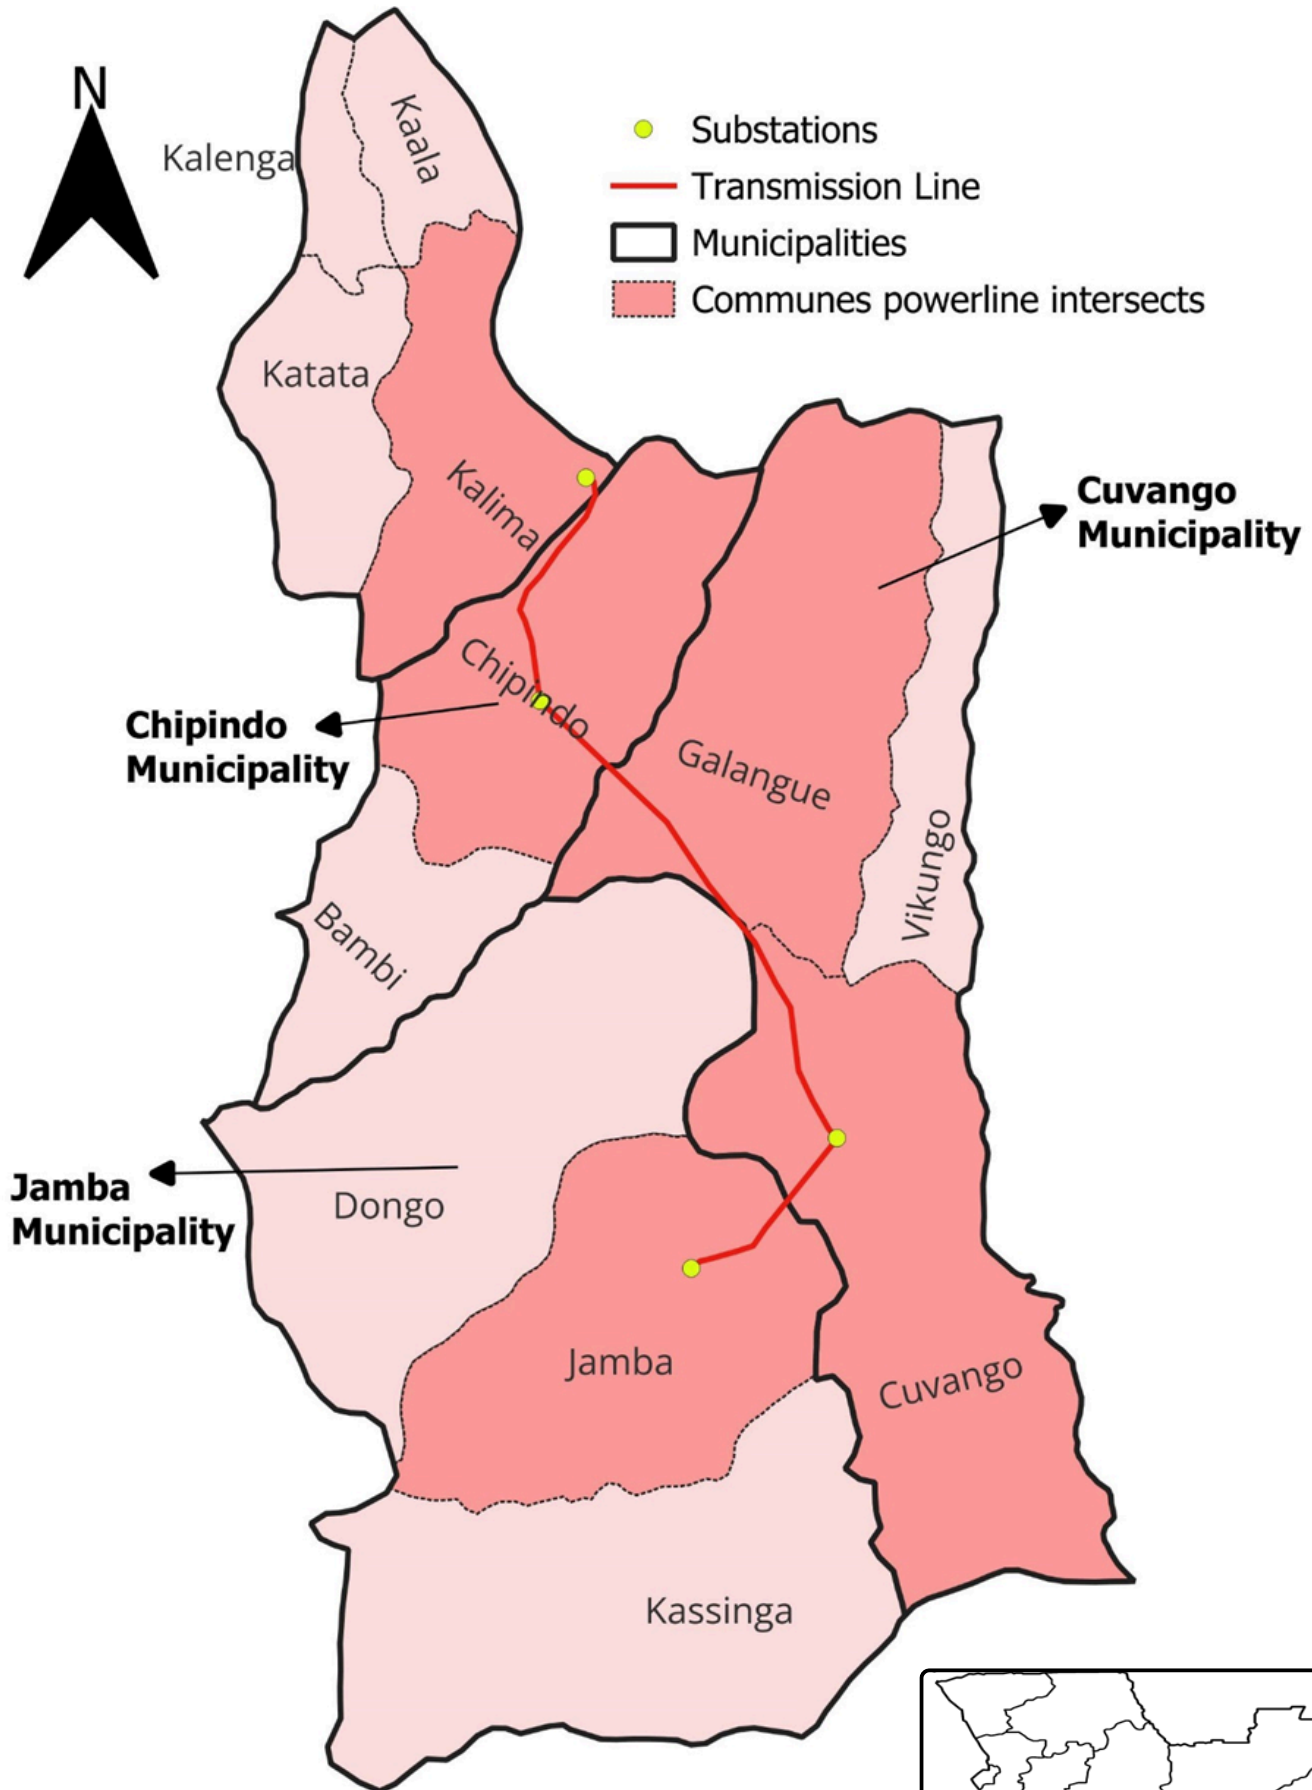 N
Kalenga
Kaala
Substations
Transmission Line
Municipalities
Communes powerline intersects
Katata
Kalima
Cuvango
Municipality
Chipindo
Chipindo
Municipality
Galangue
Vikungo
Bambi
Jamba
Municipality
Dongo
Jamba
Cuvango
Kassinga